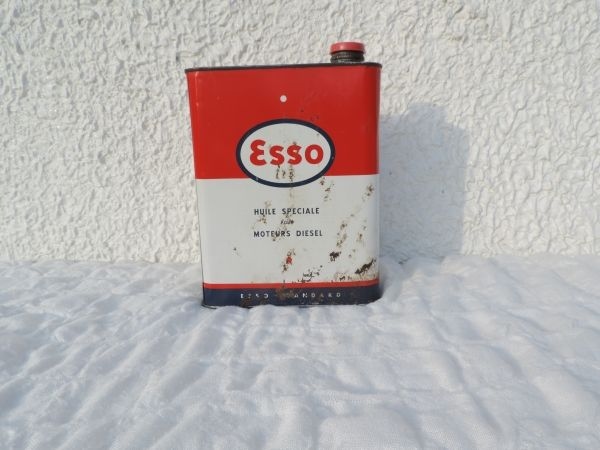 Esso
HUILE SPECIALE
POUR
MOTEURS DIESEL
ESSO STANDARD